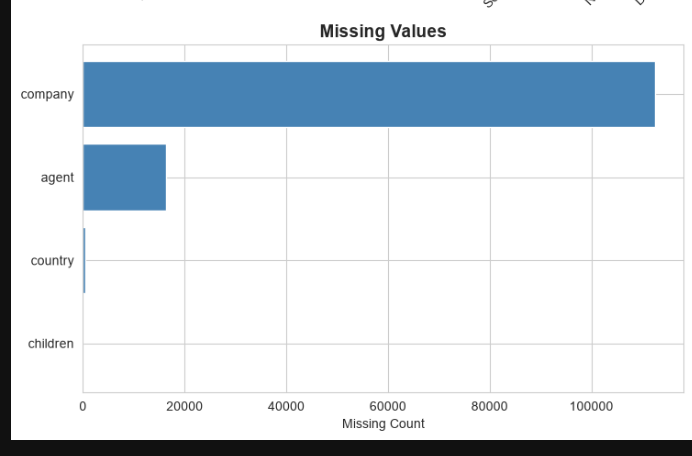 Missing Values
company
agent
country
children
0 20000 40000 60000 80000 100000
Missing Count